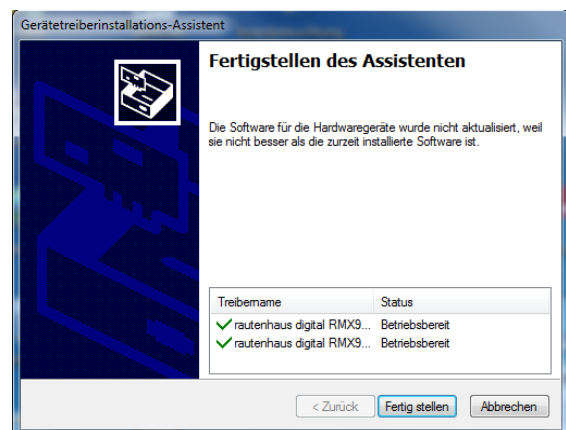 Gerätetreiberinstallations-Assistent
Fertigstellen des Assistenten
Die Software für die Hardwaregeräte wurde nicht aktualisiert, weil
sie nicht besser als die zurzeit installierte Software ist.
Treibername Status
rautenhaus digital RMX9... Betriebsbereit
rautenhaus digital RMX9... Betriebsbereit
< Zurück Fertig stellen Abbrechen